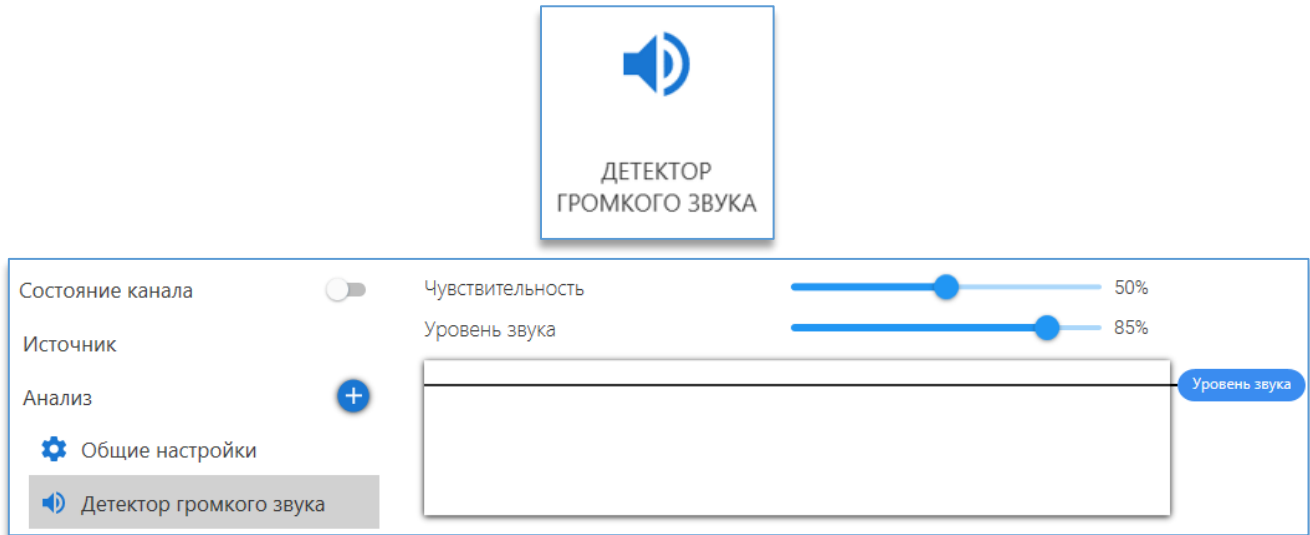 ДЕТЕКТОР
ГРОМКОГО ЗВУКА
Состояние канала
Чувствительность 50%
Уровень звука 85%
Источник
Уровень звука
Анализ
Общие настройки
Детектор громкого звука